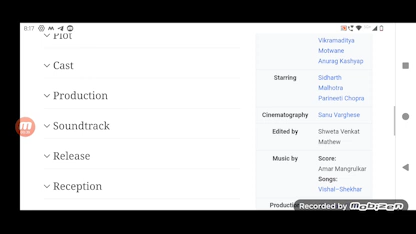 8:17
Plot
Cast
Production
Soundtrack
Release
Reception
Vikramaditya
Motwane
Anurag Kashyap
Starring
Sidharth
Malhotra
Parineeti Chopra
Cinematography
Sanu Varghese
Edited by
Shweta Venkat
Mathew
Music by
Score:
Amar Mangrulkar
Songs:
Vishal–Shekhar
Recorded by
Mobizen